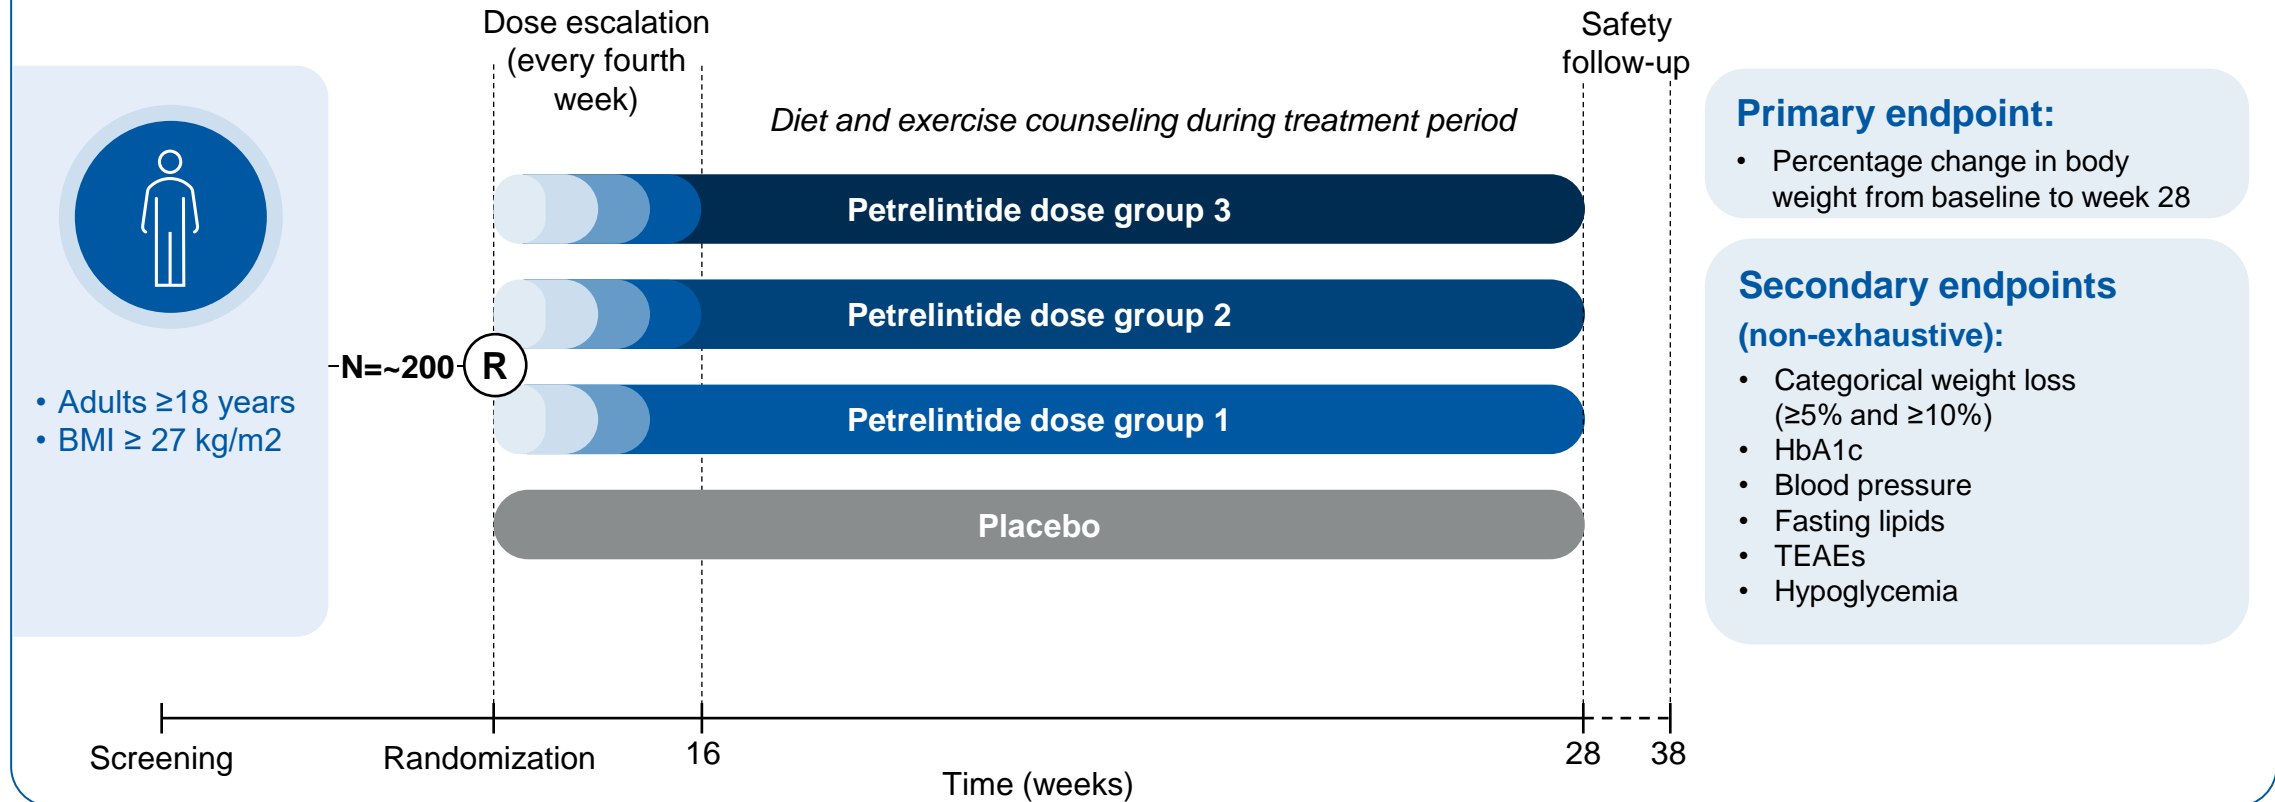 Dose escalation
(every fourth
week)
Safety
follow-up
Diet and exercise counseling during treatment period
• Adults ≥18 years
• BMI ≥ 27 kg/m2
N=~200
R
Petrelintide dose group 3
Petrelintide dose group 2
Petrelintide dose group 1
Placebo
Primary endpoint:
• Percentage change in body
weight from baseline to week 28
Secondary endpoints
(non-exhaustive):
• Categorical weight loss
(≥5% and ≥10%)
• HbA1c
• Blood pressure
• Fasting lipids
• TEAEs
• Hypoglycemia
Screening
Randomization
16
28
38
Time (weeks)